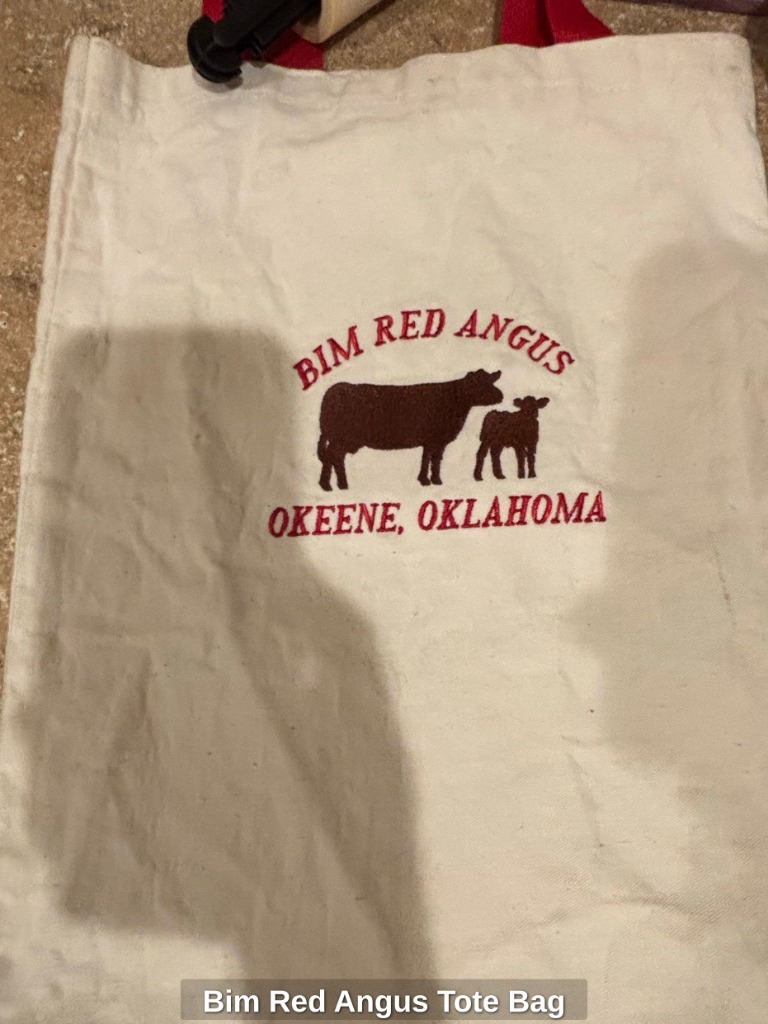 BIM RED ANGUS
OKEENE, OKLAHOMA
Bim Red Angus Tote Bag